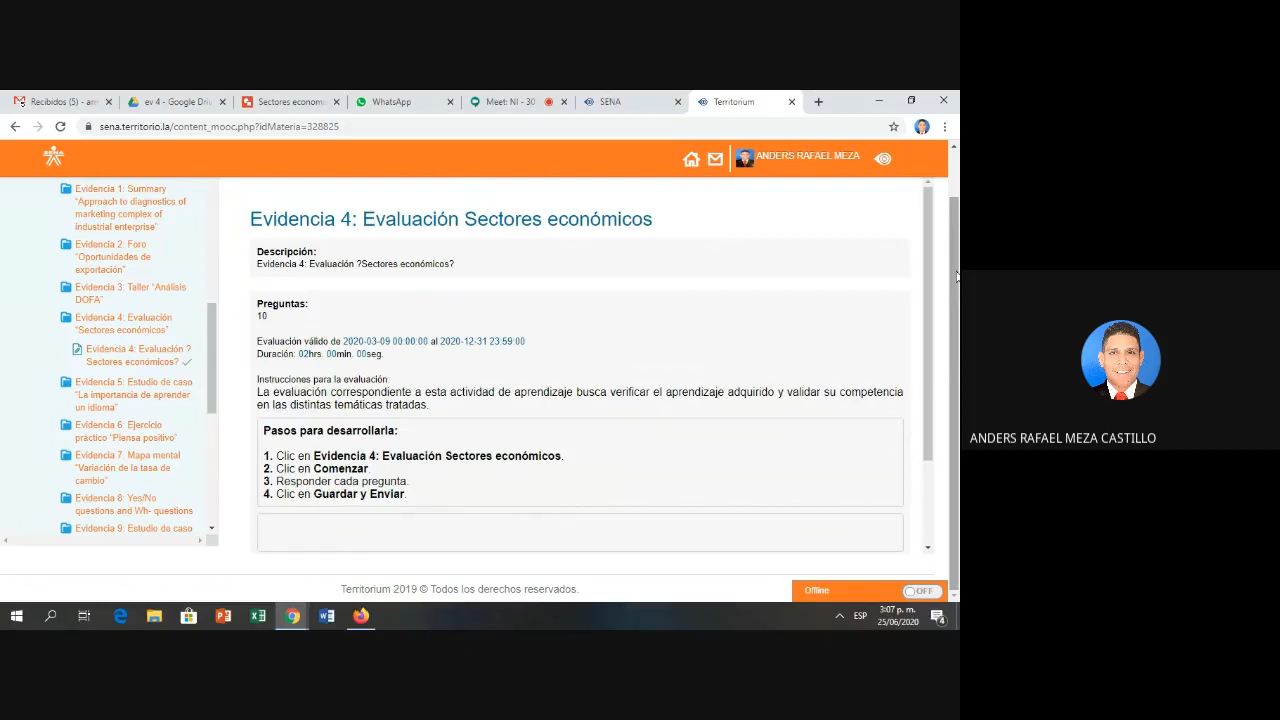 Recibidos (5) - an
ev 4 - Google Driv
Sectores econom
WhatsApp
Meet: NI - 30
SENA
Territorium
sena.territorio.la/content_mooc.php?idMateria=328825
SENA
ANDERS RAFAEL MEZA
Evidencia 1: Summary
"Approach to diagnostics of
marketing complex of
industrial enterprise"
Evidencia 2: Foro
"Oportunidades de
exportación"
Evidencia 3: Taller "Análisis
DOFA"
Evidencia 4: Evaluación
"Sectores económicos"
Evidencia 4: Evaluación ?
Sectores económicos?
Evidencia 5: Estudio de caso
"La importancia de aprender
un idioma"
Evidencia 6: Ejercicio
práctico "Piensa positivo"
Evidencia 7: Mapa mental
"Variación de la tasa de
cambio"
Evidencia 8: Yes/No
questions and Wh- questions
Evidencia 9: Estudio de caso
Evidencia 4: Evaluación Sectores económicos
Descripción:
Evidencia 4: Evaluación ?Sectores económicos?
Preguntas:
10
Evaluación válido de 2020-03-09 00:00:00 al 2020-12-31 23:59:00
Duración: 02hrs. 00min. 00seg.
Instrucciones para la evaluación:
La evaluación correspondiente a esta actividad de aprendizaje busca verificar el aprendizaje adquirido y validar su competencia
en las distintas temáticas tratadas.
Pasos para desarrollarla:
1. Clic en Evidencia 4: Evaluación Sectores económicos.
2. Clic en Comenzar.
3. Responder cada pregunta.
4. Clic en Guardar y Enviar.
Territorium 2019 © Todos los derechos reservados.
Offline
OFF
ESP
3:07 p. m.
25/06/2020
4
ANDERS RAFAEL MEZA CASTILLO